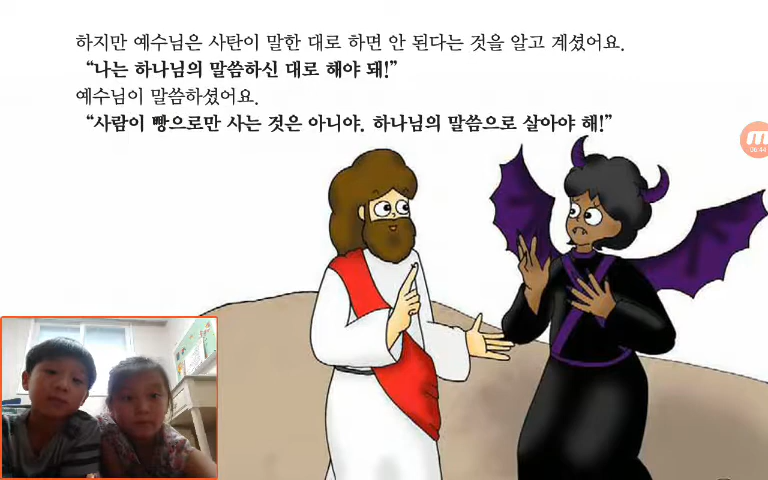 하지만 예수님은 사탄이 말한 대로 하면 안 된다는 것을 알고 계셨어요.
“나는 하나님의 말씀하신 대로 해야 돼!”
예수님이 말씀하셨어요.
“사람이 빵으로만 사는 것은 아니야. 하나님의 말씀으로 살아야 해!”
06:44